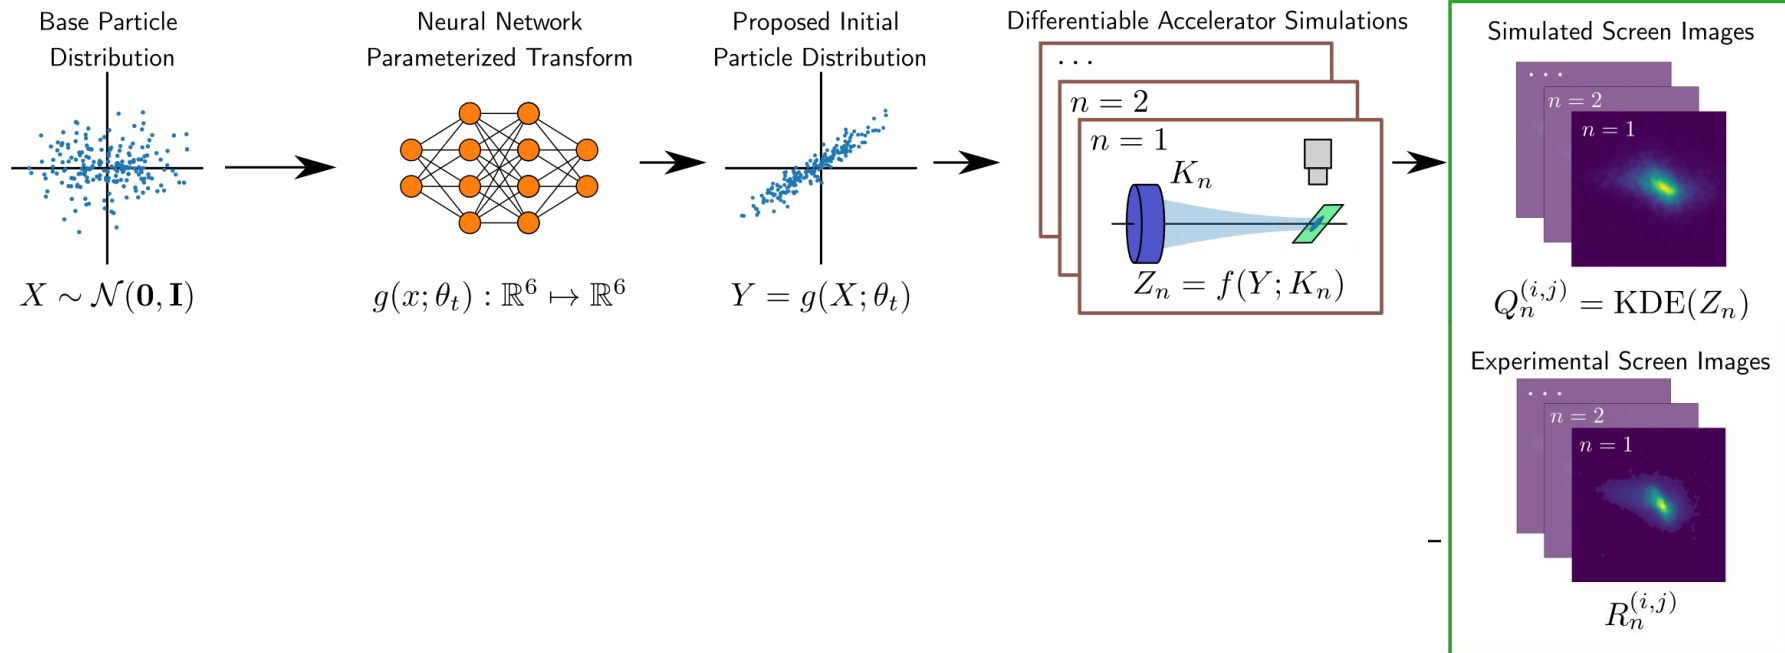 Base Particle
Distribution
X ∼ 𝒩(𝟎, 𝐈)
Neural Network
Parameterized Transform
g(x; θ_t) : ℝ^6 ↦ ℝ^6
Proposed Initial
Particle Distribution
Y = g(X; θ_t)
Differentiable Accelerator Simulations
· · ·
n = 2
n = 1
K_n
Z_n = f(Y; K_n)
Simulated Screen Images
· · ·
n = 2
n = 1
Q_n^{(i,j)} = KDE(Z_n)
Experimental Screen Images
· · ·
n = 2
n = 1
R_n^{(i,j)}